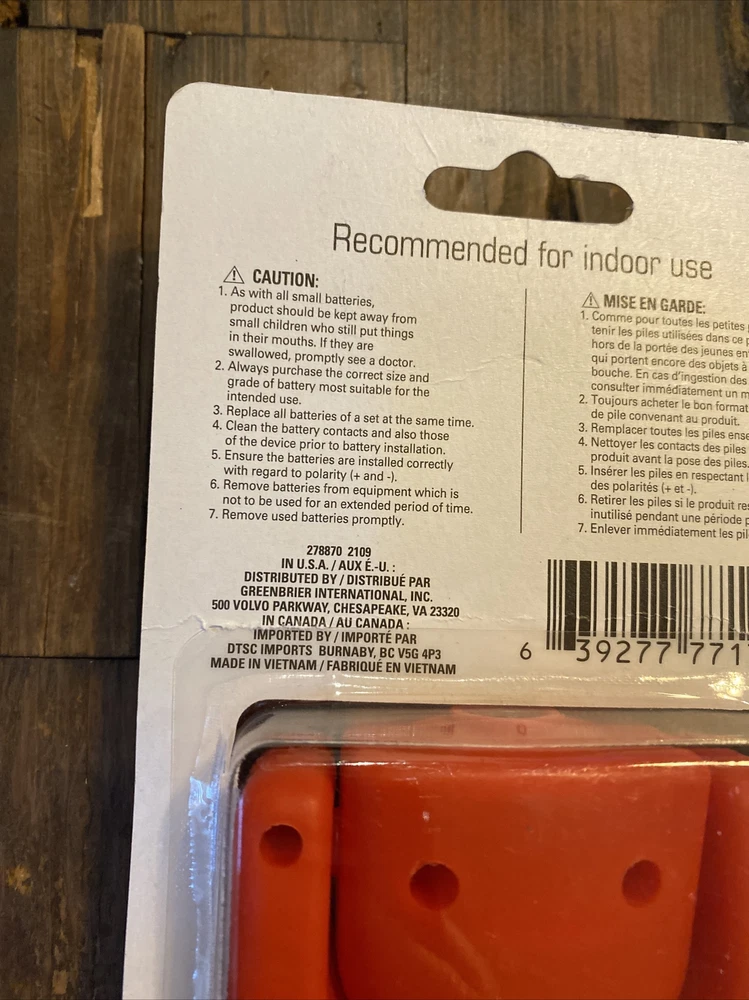 Recommended for indoor use
CAUTION:
1. As with all small batteries,
product should be kept away from
small children who still put things
in their mouths. If they are
swallowed, promptly see a doctor.
2. Always purchase the correct size and
grade of battery most suitable for the
intended use.
3. Replace all batteries of a set at the same time.
4. Clean the battery contacts and also those
of the device prior to battery installation.
5. Ensure the batteries are installed correctly
with regard to polarity (+ and -).
6. Remove batteries from equipment which is
not to be used for an extended period of time.
7. Remove used batteries promptly.
MISE EN GARDE:
1. Comme pour toutes les petites
tenir les piles utilisées dans ce
hors de la portée des jeunes
qui portent encore des objets à
bouche. En cas d'ingestion des
consulter immédiatement un
2. Toujours acheter le bon format
de pile convenant au produit.
3. Remplacer toutes les piles
4. Nettoyer les contacts des piles
produit avant la pose des piles.
5. Insérer les piles en respectant
des polarités (+ et -).
6. Retirer les piles si le produit
inutilisé pendant une période
7. Enlever immédiatement les
278870 2109
IN U.S.A. / AUX É.-U. :
DISTRIBUTED BY / DISTRIBUÉ PAR
GREENBRIER INTERNATIONAL, INC.
500 VOLVO PARKWAY, CHESAPEAKE, VA 23320
IN CANADA / AU CANADA :
IMPORTED BY / IMPORTÉ PAR
DTSC IMPORTS BURNABY, BC V5G 4P3
MADE IN VIETNAM / FABRIQUÉ EN VIETNAM
6 39277 771